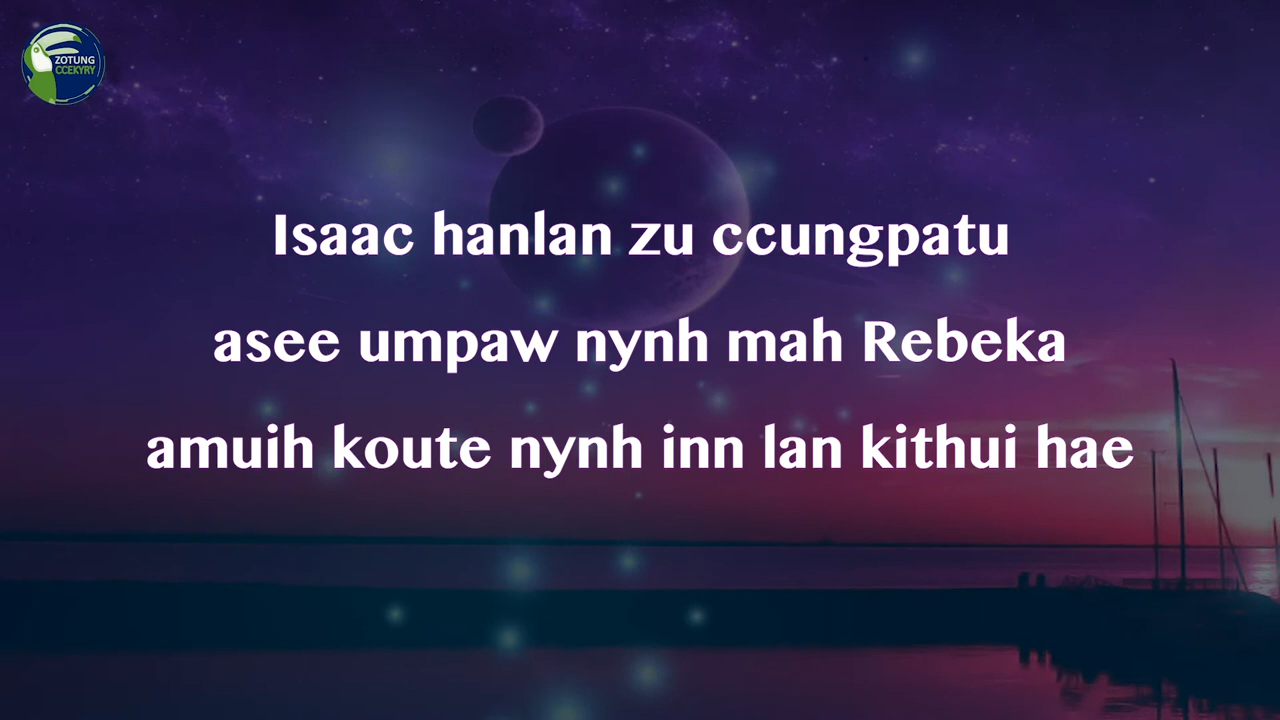 ZOTUNG
CCEKYRY
Isaac hanlan zu ccungpatu
asee umpaw nynh mah Rebeka
amuih koute nynh inn lan kithui hae